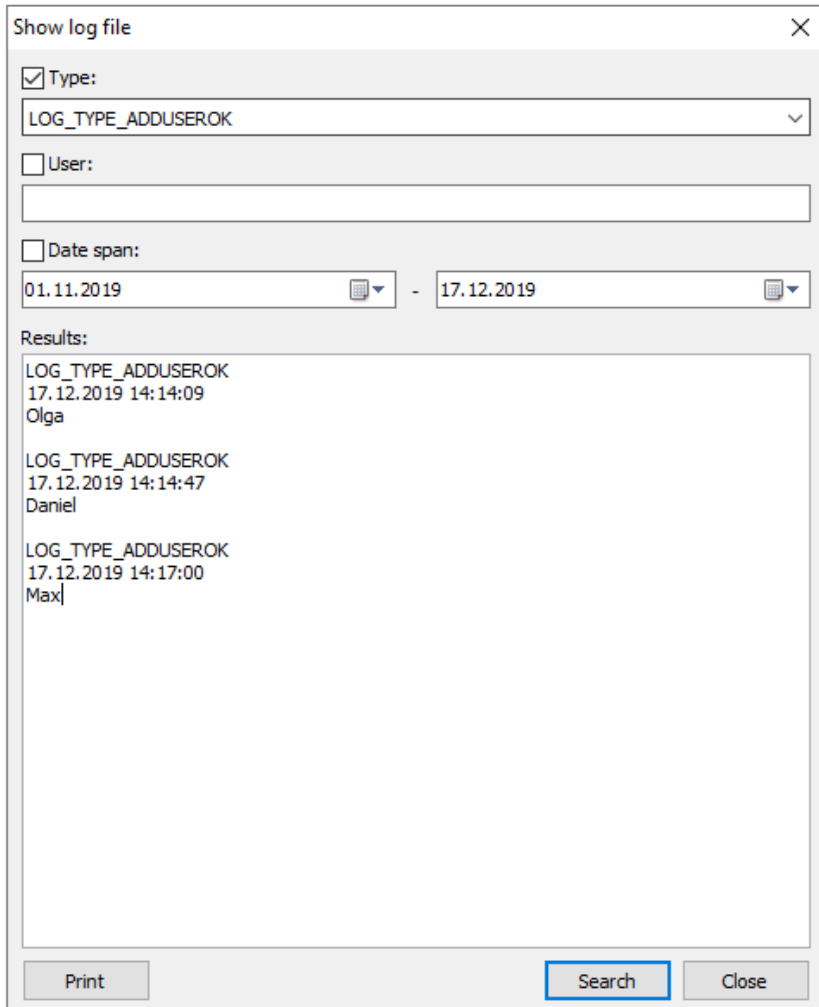 Show log file
Type:
LOG_TYPE_ADDUSEROK
User:
Date span:
01.11.2019 - 17.12.2019
Results:
LOG_TYPE_ADDUSEROK
17.12.2019 14:14:09
Olga
LOG_TYPE_ADDUSEROK
17.12.2019 14:14:47
Daniel
LOG_TYPE_ADDUSEROK
17.12.2019 14:17:00
Max
Print Search Close